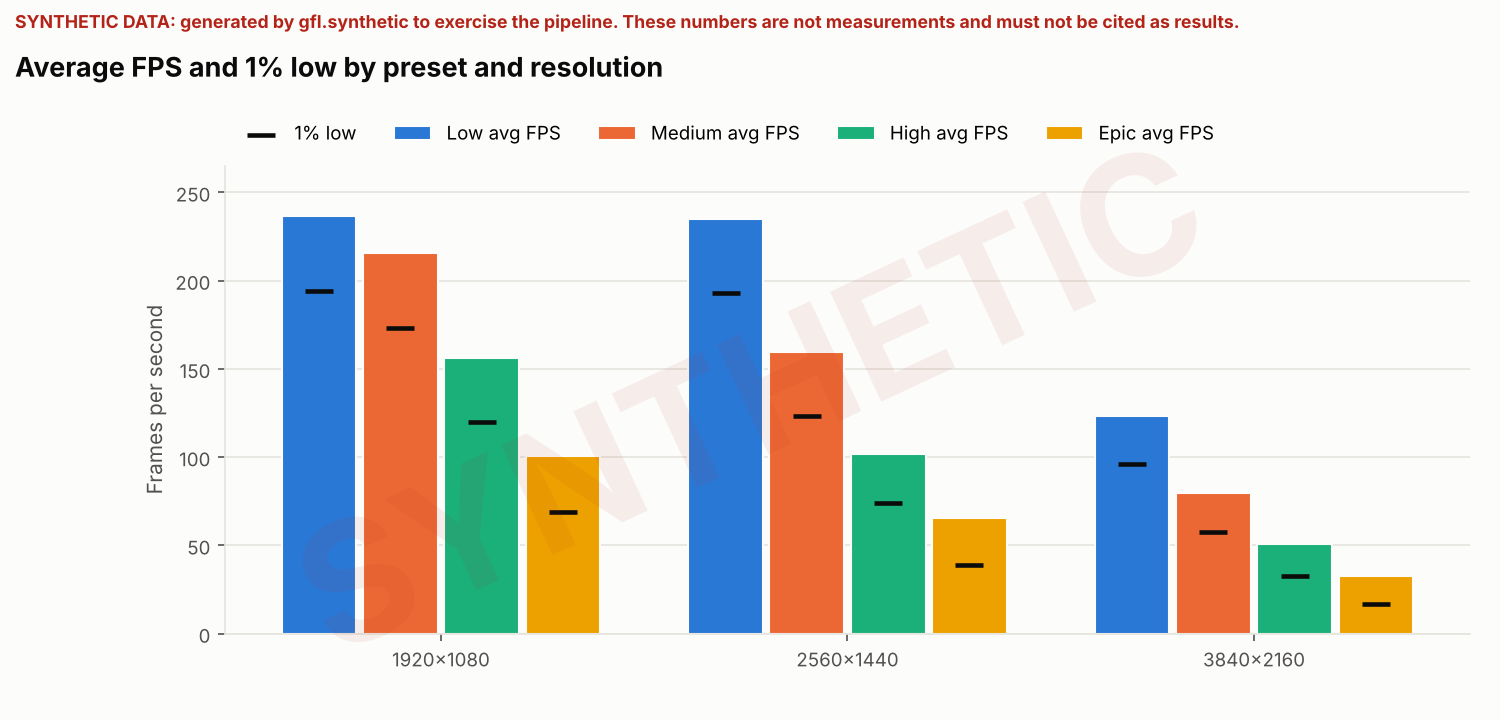 SYNTHETIC DATA: generated by gfl.synthetic to exercise the pipeline. These numbers are not measurements and must not be cited as results.
Average FPS and 1% low by preset and resolution
1% low Low avg FPS Medium avg FPS High avg FPS Epic avg FPS
250
200
150
100
50
0
Frames per second
1920×1080 2560×1440 3840×2160
SYNTHETIC